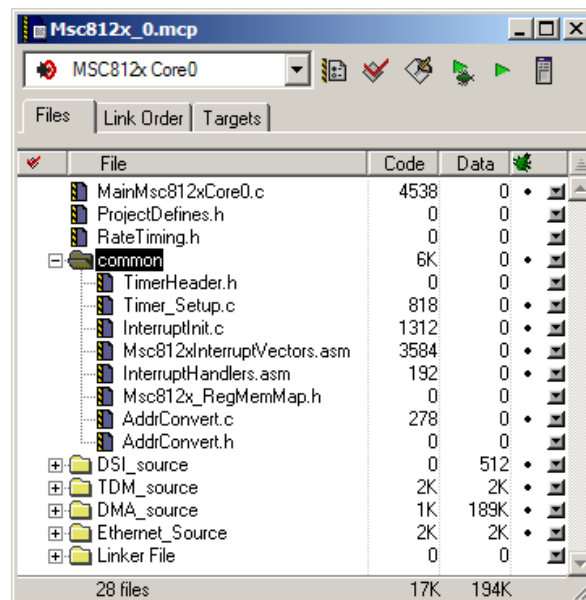 Msc812x_0.mcp
MSC812x Core0
Files Link Order Targets
File Code Data
MainMsc812xCore0.c 4538 0
ProjectDefines.h 0 0
RateTiming.h 0 0
common 6K 0
TimerHeader.h 0 0
Timer_Setup.c 818 0
InterruptInit.c 1312 0
Msc812xInterruptVectors.asm 3584 0
InterruptHandlers.asm 192 0
Msc812x_RegMemMap.h 0 0
AddrConvert.c 278 0
AddrConvert.h 0 0
DSI_source 0 512
TDM_source 2K 2K
DMA_source 1K 189K
Ethernet_Source 2K 2K
Linker File 0 0
28 files 17K 194K